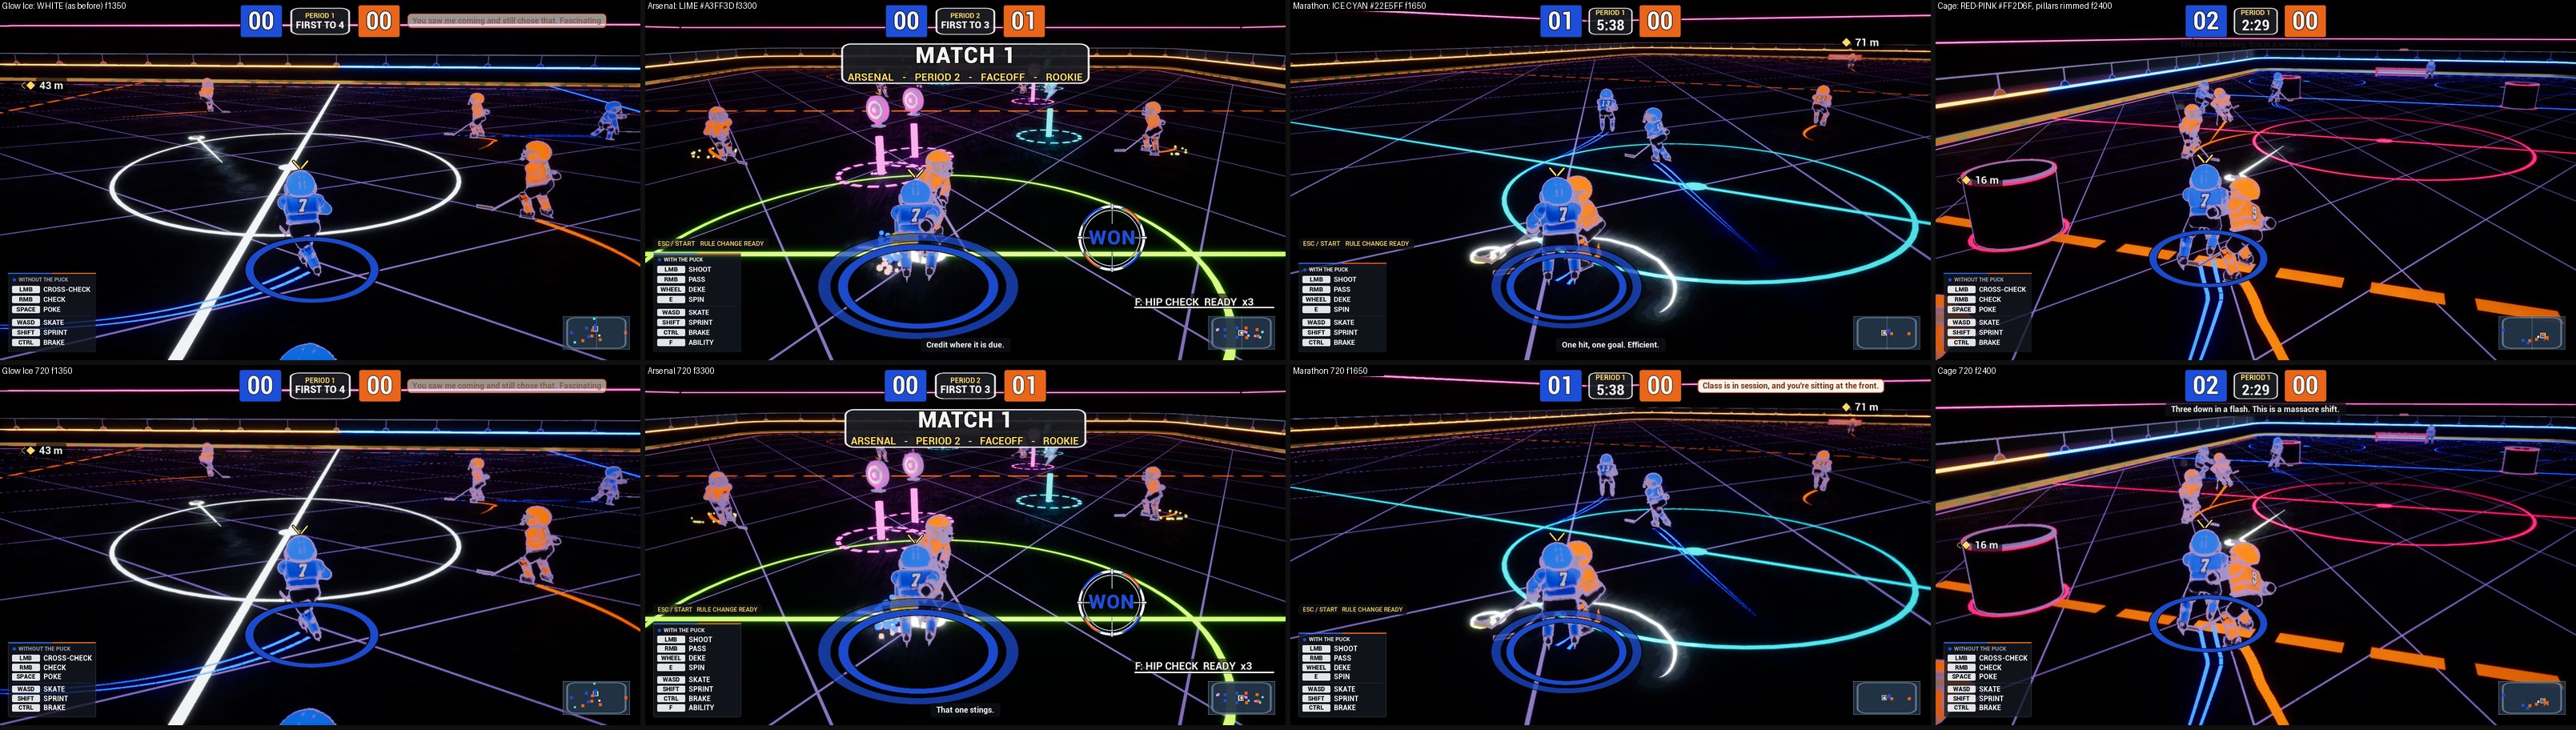 Glow Ice: WHITE (as before) f1350
00
PERIOD 1
FIRST TO 4
00
You saw me coming and still chose that. Fascinating
43 m
7
WITHOUT THE PUCK
LMB CROSS-CHECK
RMB CHECK
SPACE POKE
WASD SKATE
SHIFT SPRINT
CTRL BRAKE
Arsenal: LIME #A3FF3D f3300
00
PERIOD 2
FIRST TO 3
01
MATCH 1
ARSENAL - PERIOD 2 - FACEOFF - ROOKIE
7
WON
ESC / START RULE CHANGE READY
WITH THE PUCK
LMB SHOOT
RMB PASS
WHEEL DEKE
E SPIN
WASD SKATE
SHIFT SPRINT
CTRL BRAKE
F ABILITY
F: HIP CHECK READY x3
Credit where it is due.
Marathon: ICE CYAN #22E5FF f1650
01
PERIOD 1
5:38
00
71 m
7
ESC / START RULE CHANGE READY
WITH THE PUCK
LMB SHOOT
RMB PASS
WHEEL DEKE
E SPIN
WASD SKATE
SHIFT SPRINT
CTRL BRAKE
One hit, one goal. Efficient.
Cage: RED-PINK #FF2D6F, pillars rimmed f2400
02
PERIOD 1
2:29
00
16 m
7
WITHOUT THE PUCK
LMB CROSS-CHECK
RMB CHECK
SPACE POKE
WASD SKATE
SHIFT SPRINT
CTRL BRAKE
Glow Ice 720 f1350
00
PERIOD 1
FIRST TO 4
00
You saw me coming and still chose that. Fascinating
43 m
7
WITHOUT THE PUCK
LMB CROSS-CHECK
RMB CHECK
SPACE POKE
WASD SKATE
SHIFT SPRINT
CTRL BRAKE
Arsenal 720 f3300
00
PERIOD 2
FIRST TO 3
01
MATCH 1
ARSENAL - PERIOD 2 - FACEOFF - ROOKIE
7
WON
ESC / START RULE CHANGE READY
WITH THE PUCK
LMB SHOOT
RMB PASS
WHEEL DEKE
E SPIN
WASD SKATE
SHIFT SPRINT
CTRL BRAKE
F ABILITY
F: HIP CHECK READY x3
That one stings.
Marathon 720 f1650
01
PERIOD 1
5:38
00
Class is in session, and you're sitting at the front.
71 m
7
ESC / START RULE CHANGE READY
WITH THE PUCK
LMB SHOOT
RMB PASS
WHEEL DEKE
E SPIN
WASD SKATE
SHIFT SPRINT
CTRL BRAKE
Cage 720 f2400
02
PERIOD 1
2:29
00
Three down in a flash. This is a massacre shift.
16 m
7
WITHOUT THE PUCK
LMB CROSS-CHECK
RMB CHECK
SPACE POKE
WASD SKATE
SHIFT SPRINT
CTRL BRAKE